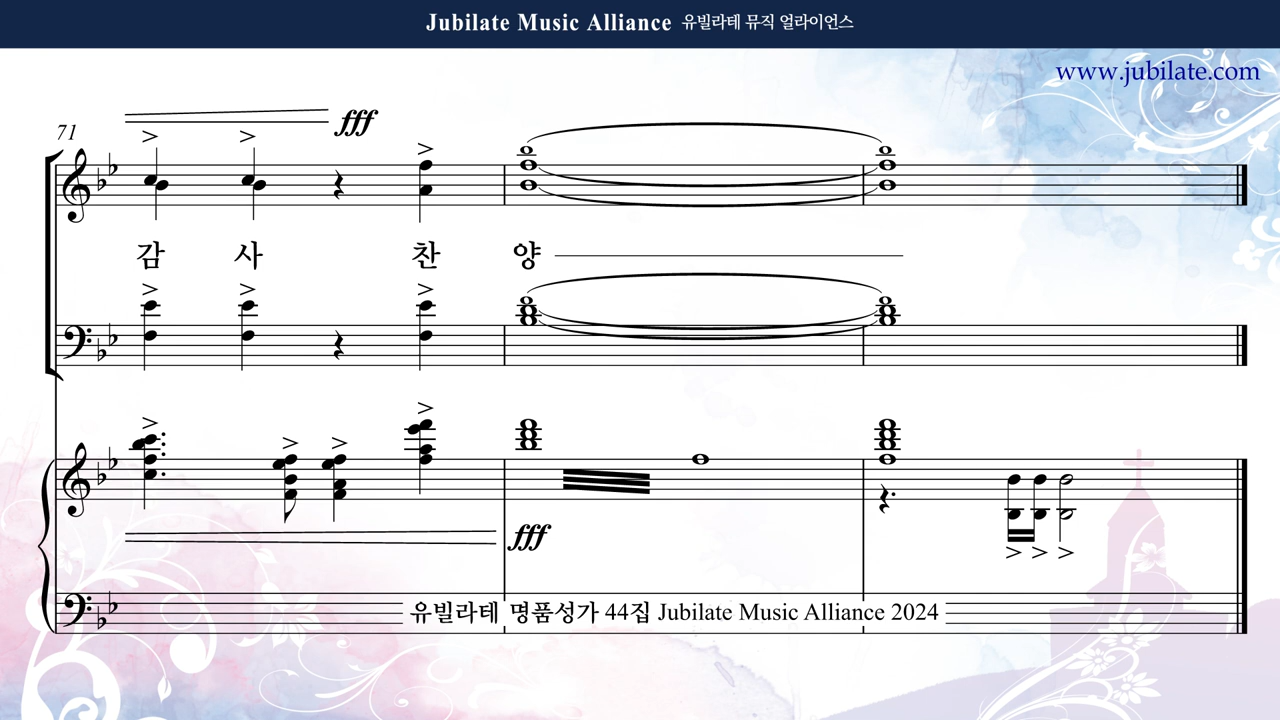 Jubilate Music Alliance 유빌라테 뮤직 얼라이언스
www.jubilate.com
71
fff
감 사 찬 양
fff
유빌라테 명품성가 44집 Jubilate Music Alliance 2024